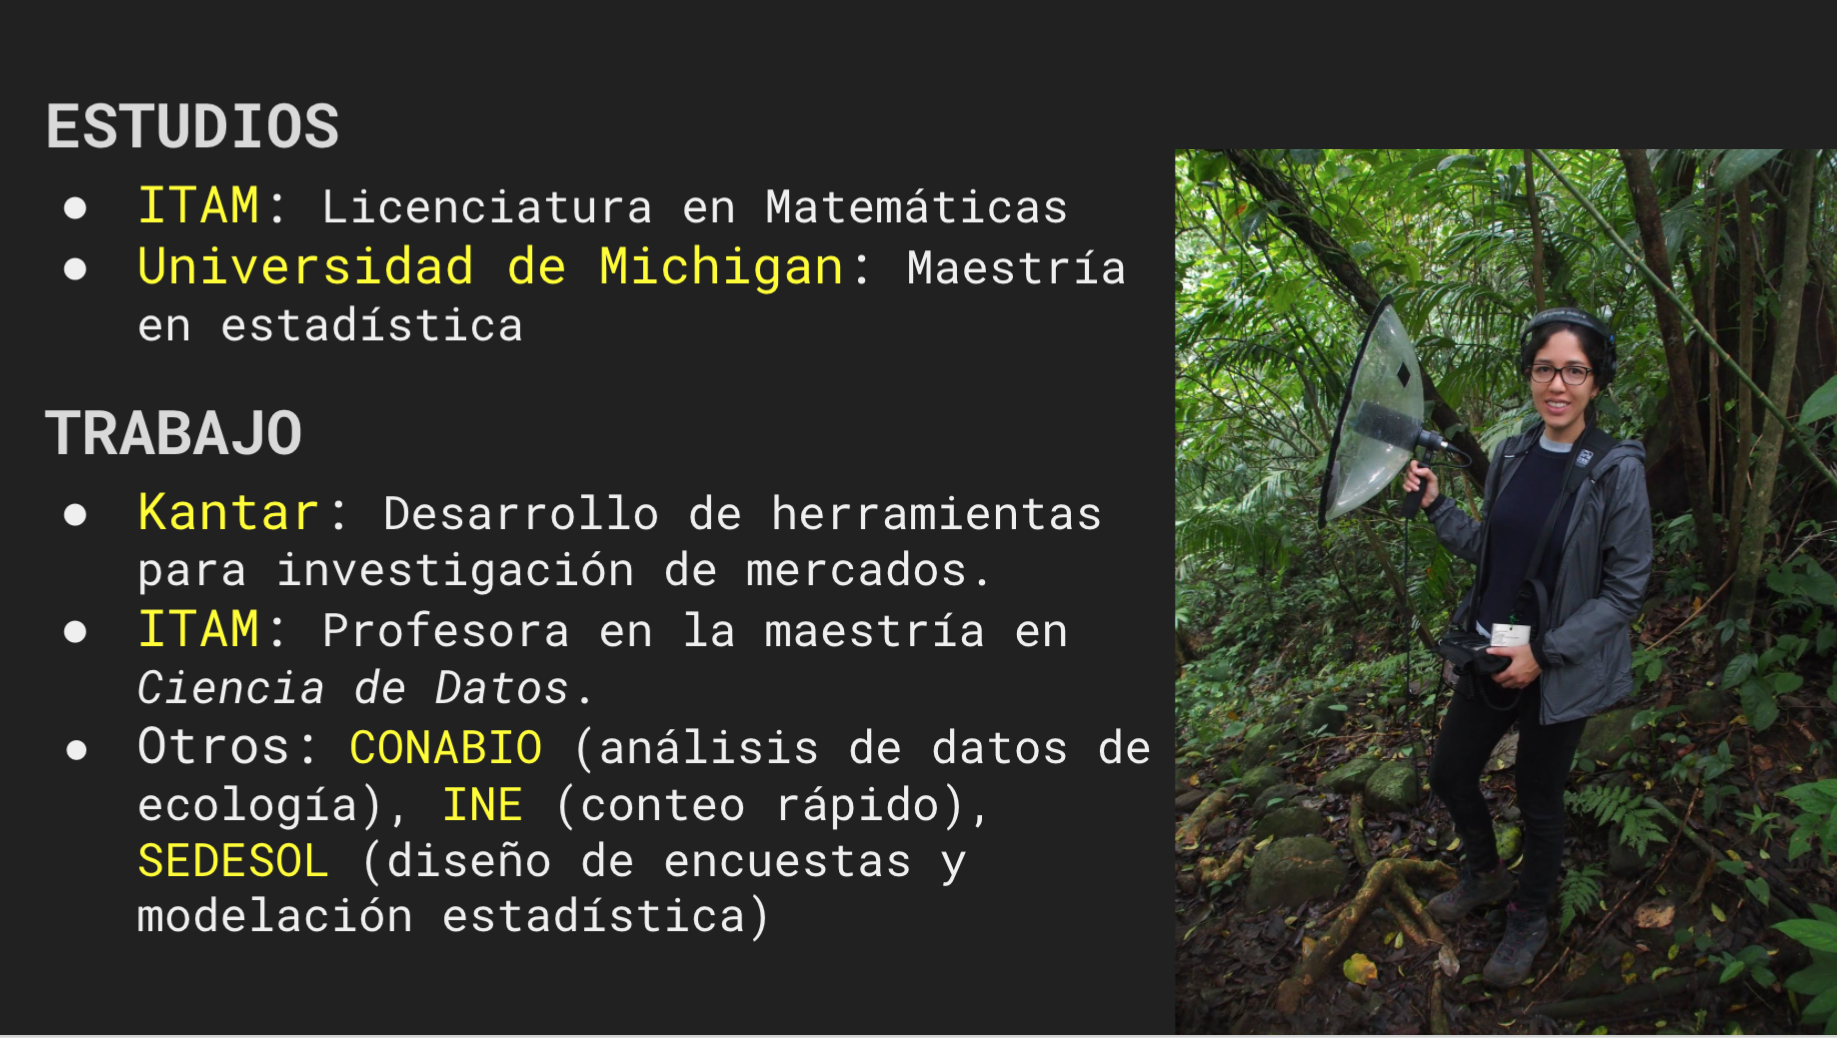 ESTUDIOS
● ITAM: Licenciatura en Matemáticas
● Universidad de Michigan: Maestría
en estadística
TRABAJO
● Kantar: Desarrollo de herramientas
para investigación de mercados.
● ITAM: Profesora en la maestría en
Ciencia de Datos.
● Otros: CONABIO (análisis de datos de
ecología), INE (conteo rápido),
SEDESOL (diseño de encuestas y
modelación estadística)